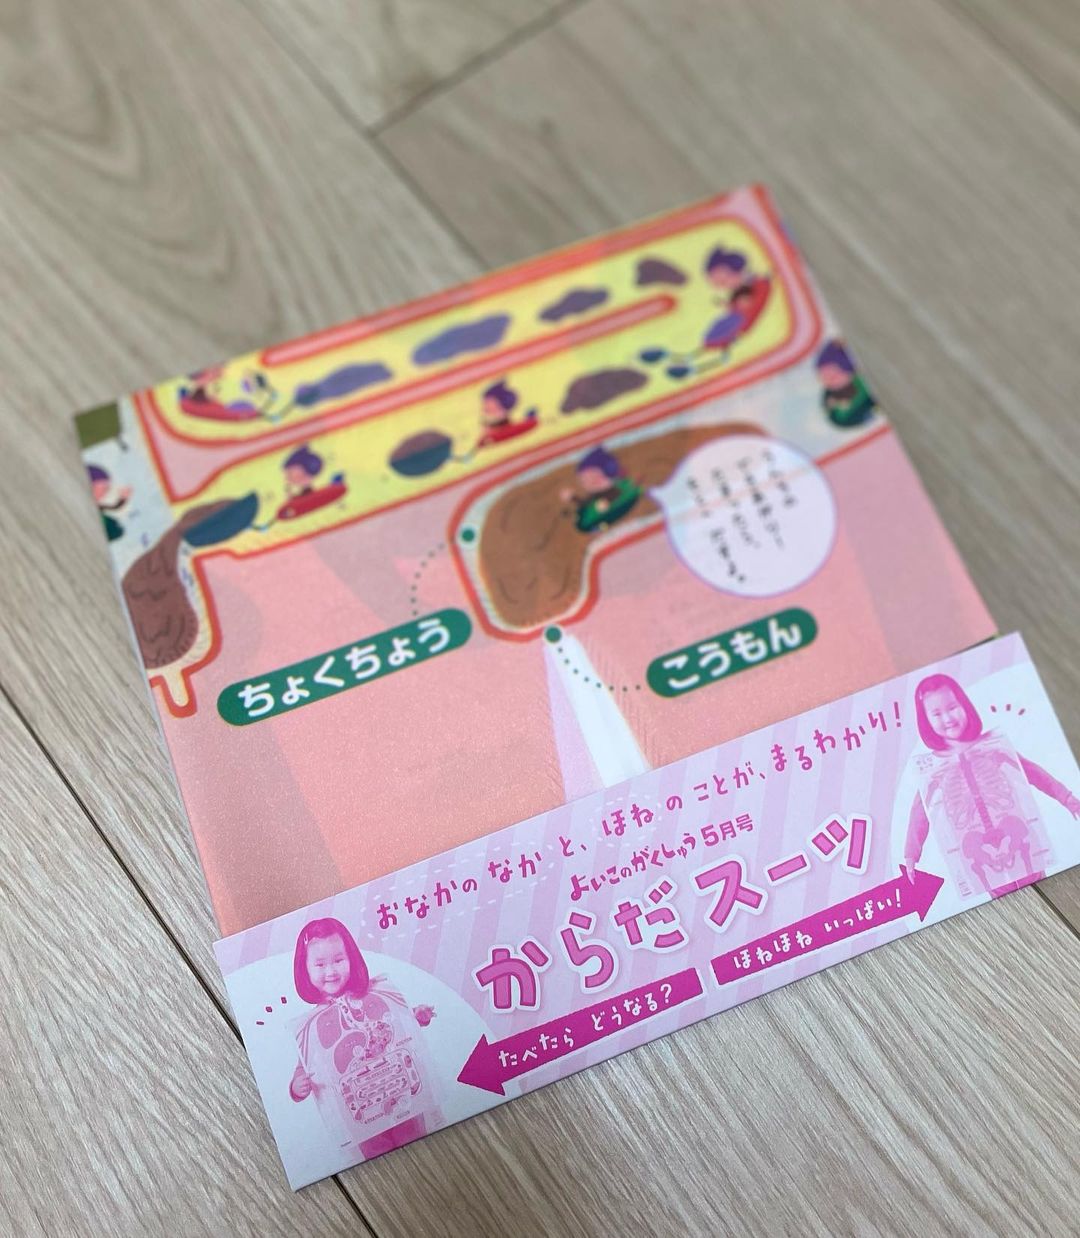 ちょくちょう
こうもん
おなかの なかと、ほねの ことが、まるわかり!
よいこのがくしゅう 5月号
からだスーツ
たべたら どうなる?
ほねほね いっぱい!